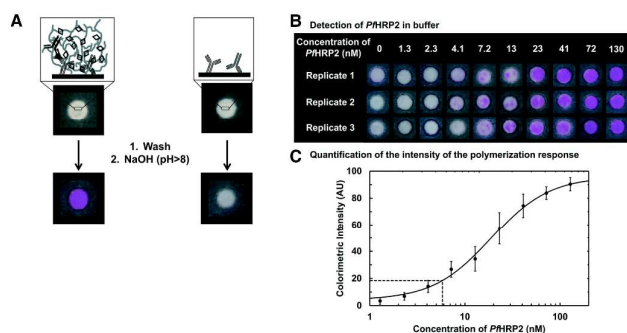 A
1. Wash
2. NaOH (pH>8)
B Detection of PfHRP2 in buffer
Concentration of
PfHRP2 (nM)
0 1.3 2.3 4.1 7.2 13 23 41 72 130
Replicate 1
Replicate 2
Replicate 3
C Quantification of the intensity of the polymerization response
Colorimetric Intensity (AU)
100
80
60
40
20
0
1 10 100
Concentration of PfHRP2 (nM)